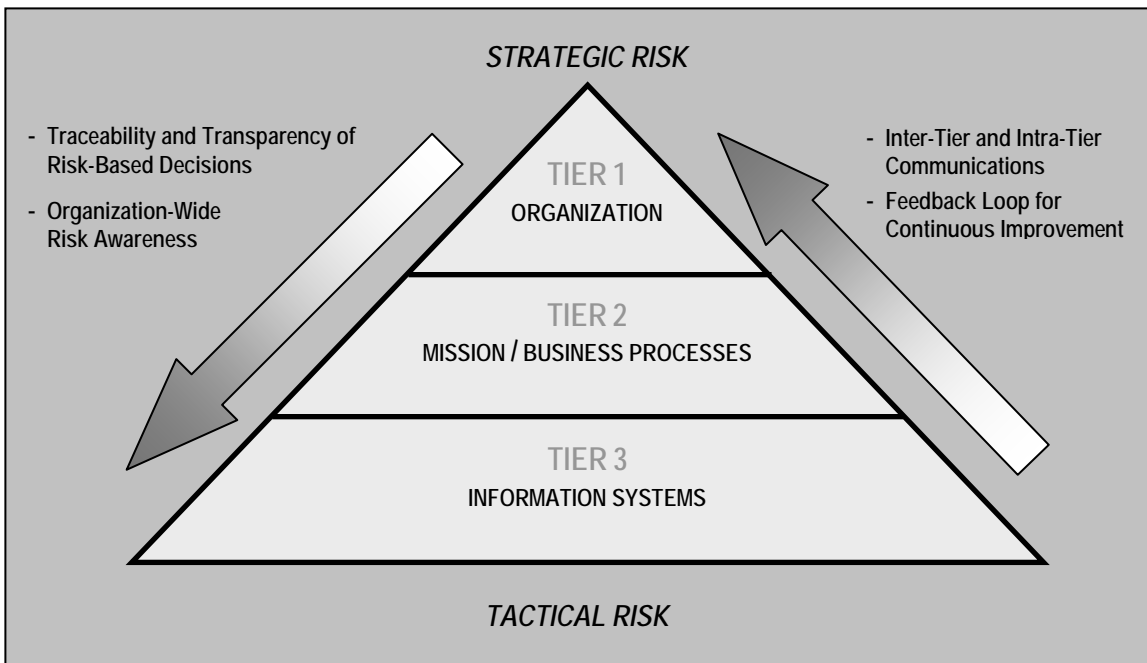 STRATEGIC RISK
- Traceability and Transparency of
Risk-Based Decisions
- Organization-Wide
Risk Awareness
- Inter-Tier and Intra-Tier
Communications
- Feedback Loop for
Continuous Improvement
TIER 1
ORGANIZATION
TIER 2
MISSION / BUSINESS PROCESSES
TIER 3
INFORMATION SYSTEMS
TACTICAL RISK